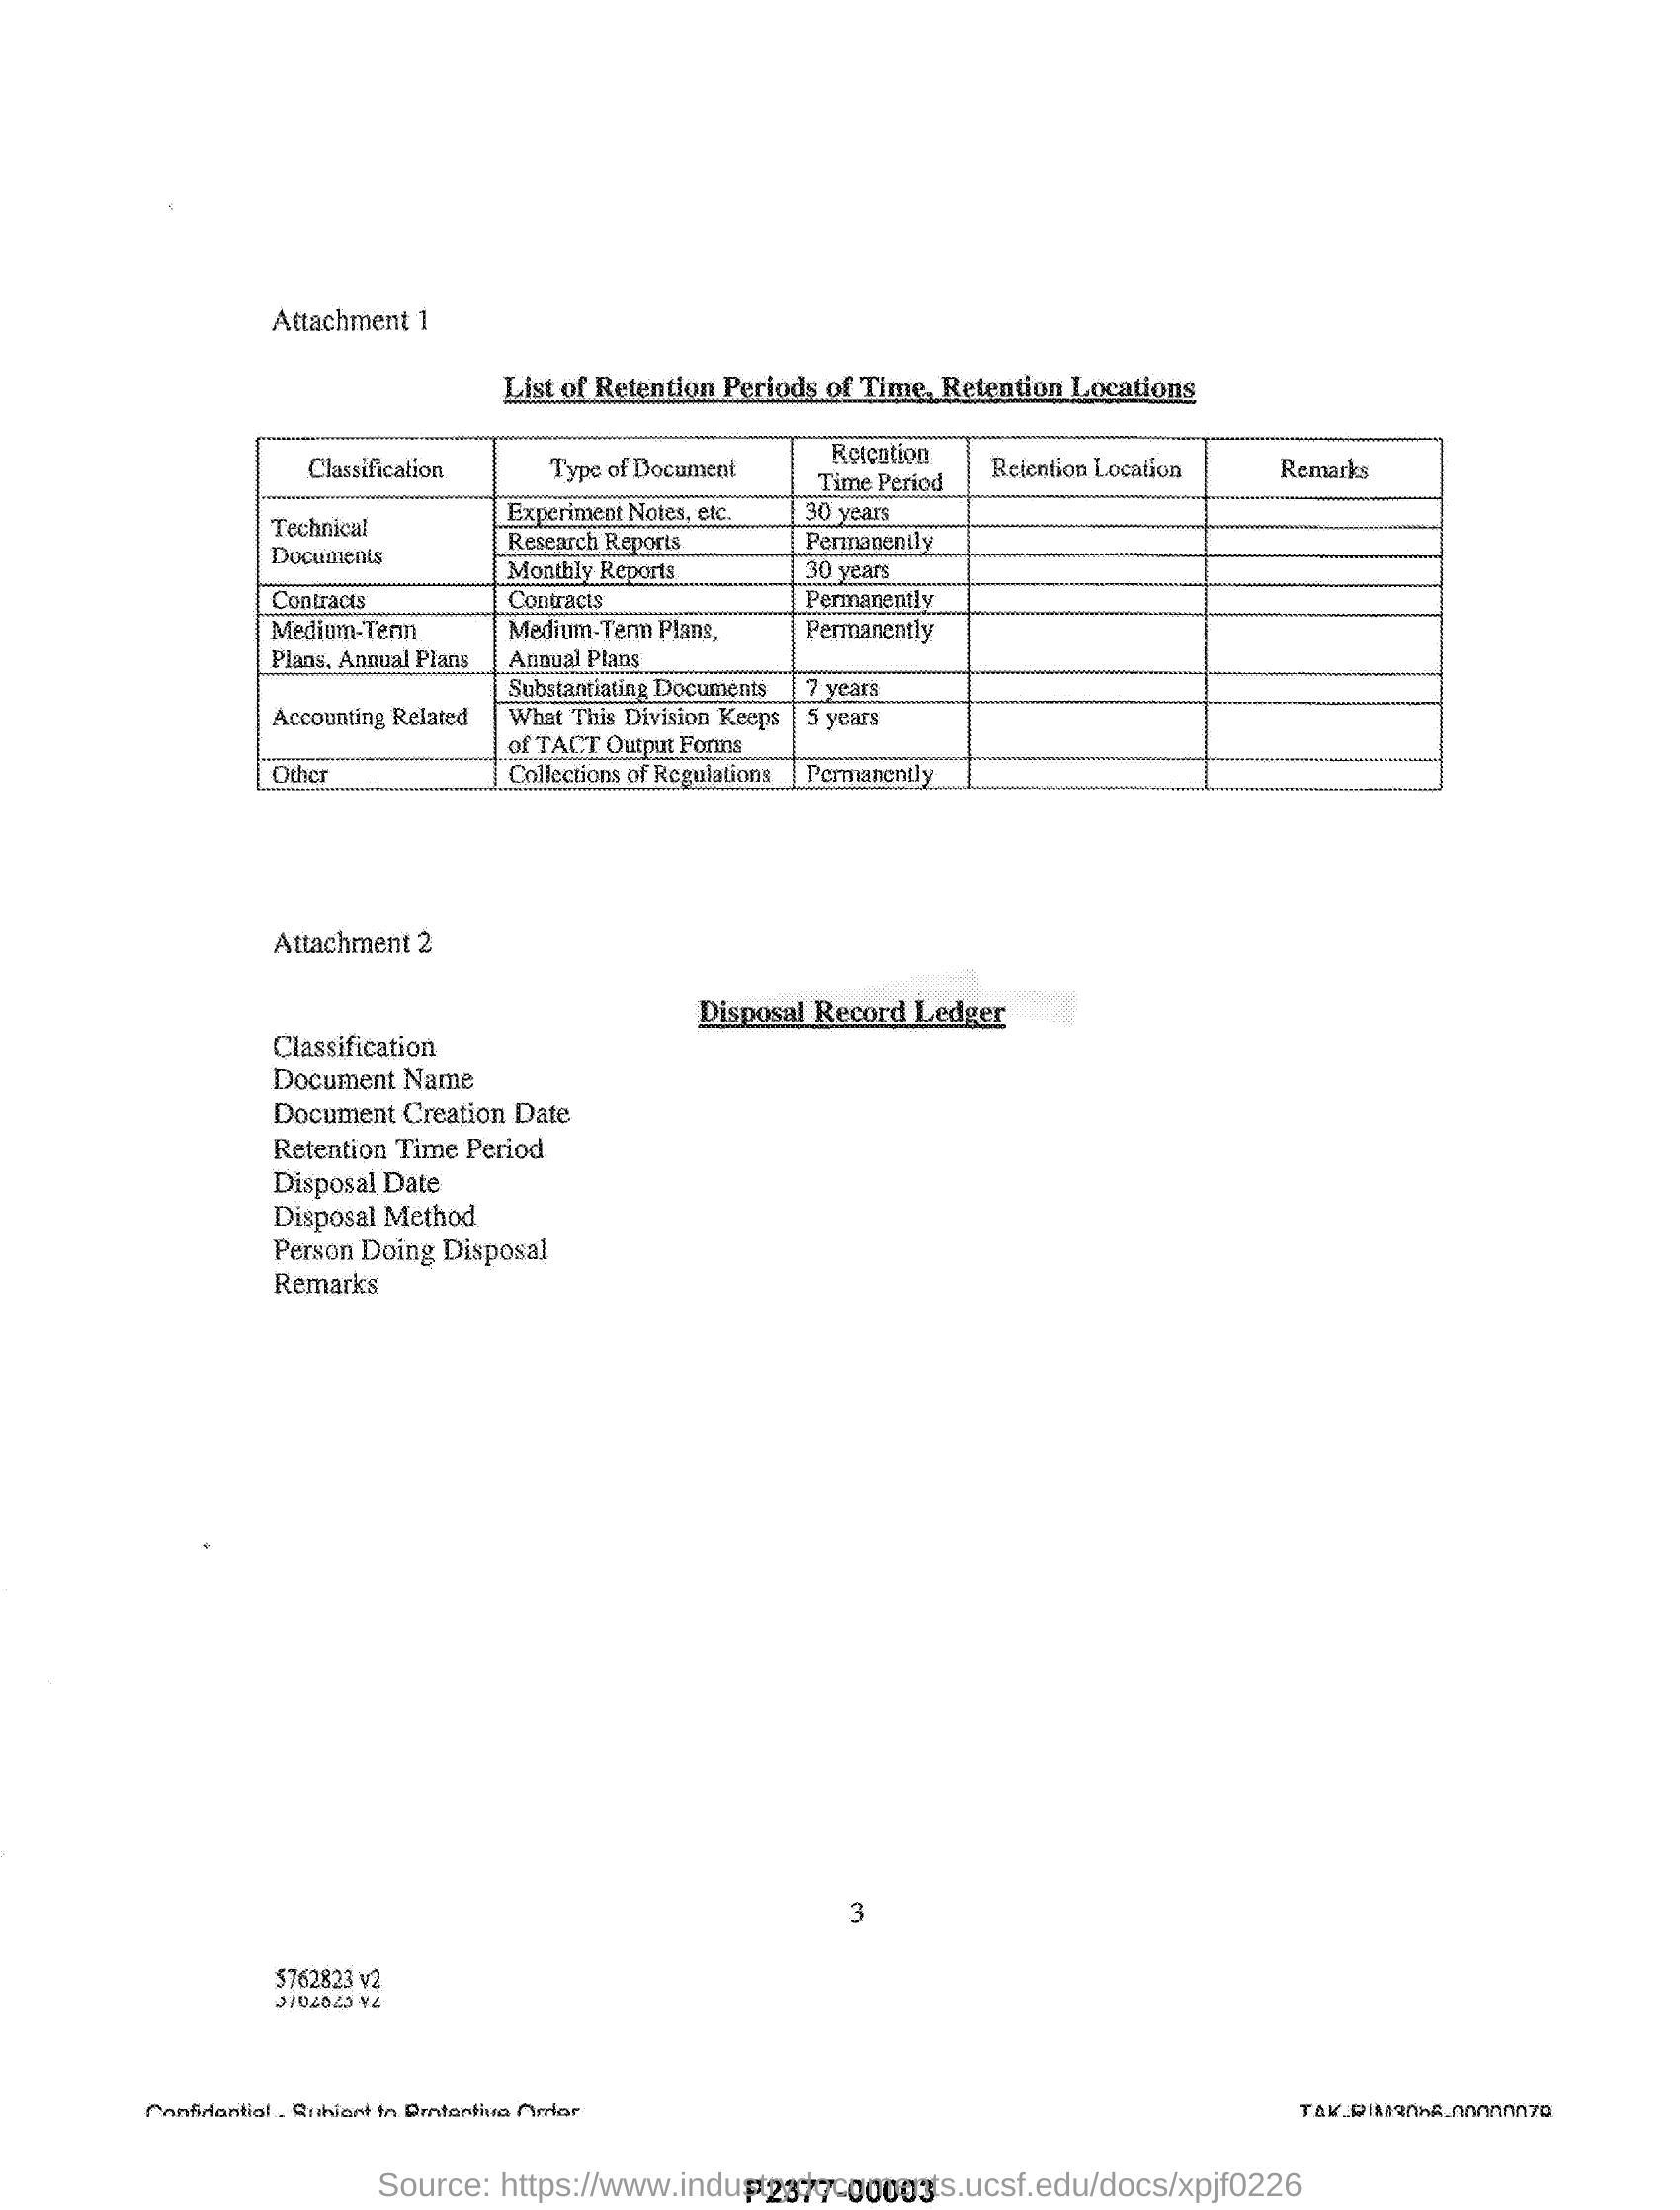 Attachment 1
List of Retention Periods of Time, Retention Locations
Classification Type of Document Retention Time Period Retention Location Remarks
Technical Documents Experiment Notes, etc. 30 years
Research Reports Permanently
Monthly Reports 30 years
Contracts Contracts Permanently
Medium-Term Plans, Annual Plans Medium-Term Plans, Annual Plans Permanently
Accounting Related Substantiating Documents 7 years
What This Division Keeps of TACT Output Forms 5 years
Other Collections of Regulations Permanently
Attachment 2
Disposal Record Ledger
Classification
Document Name
Document Creation Date
Retention Time Period
Disposal Date
Disposal Method
Person Doing Disposal
Remarks
3
5762823 v2
Confidential - Subject to Protective Order
Source: https://www.industrydocuments.ucsf.edu/docs/xpjf0226
P2377-00003